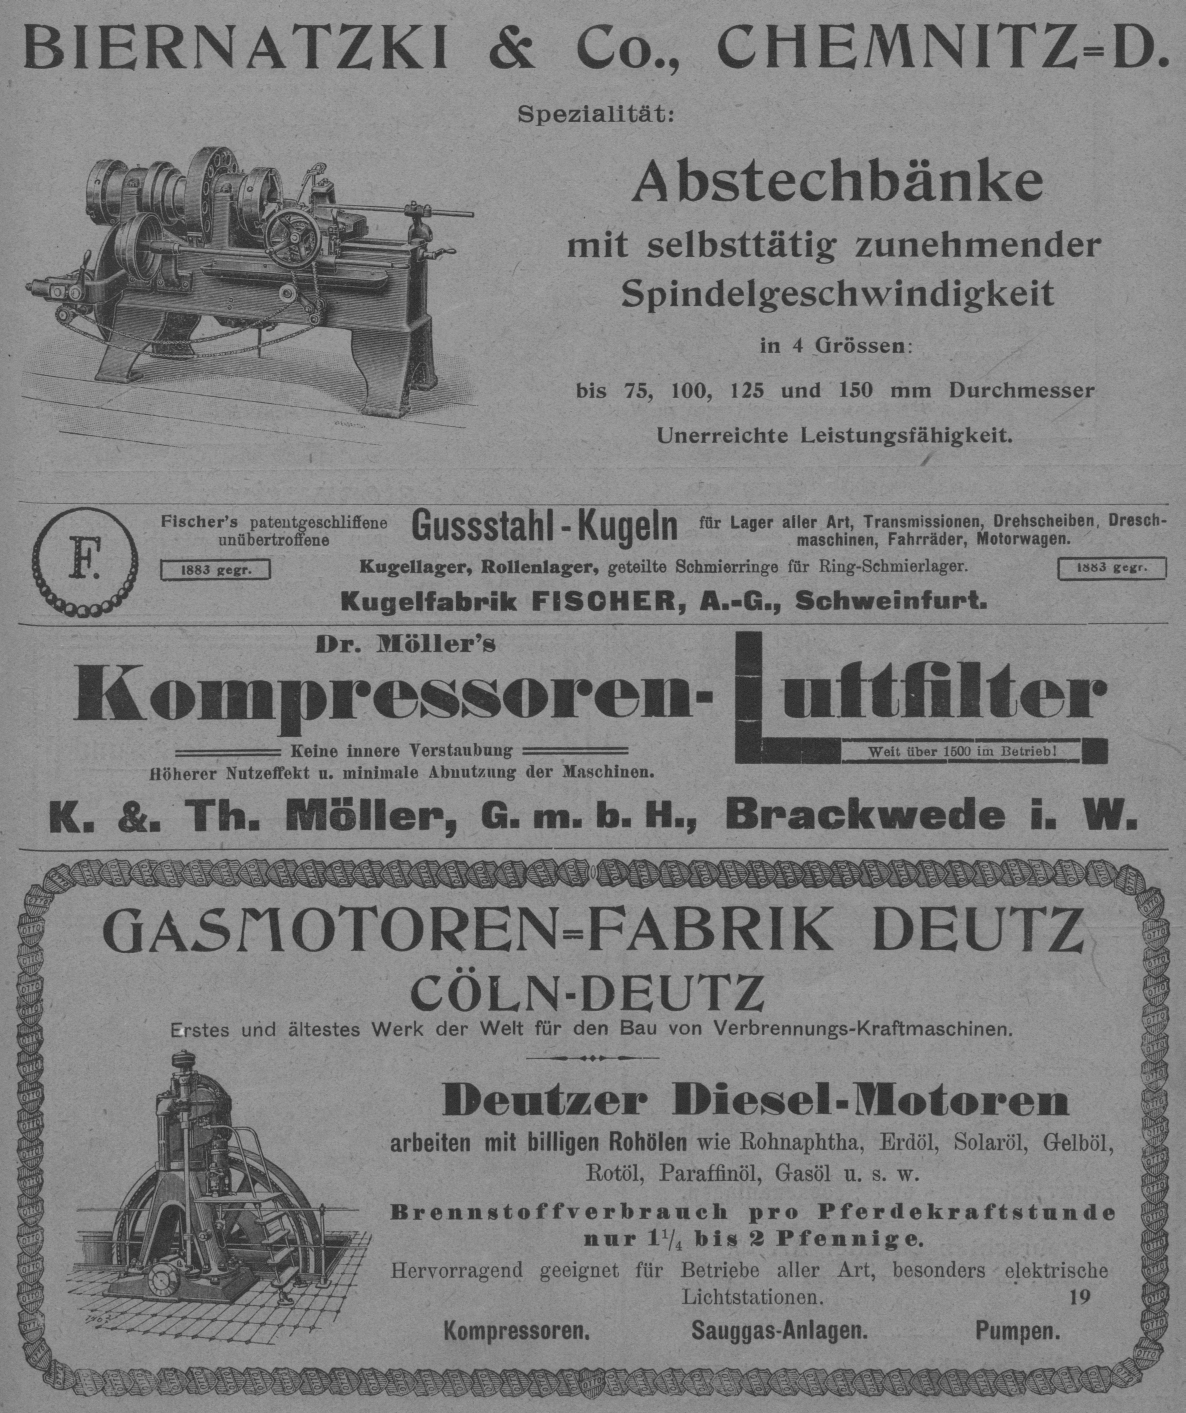 BIERNATZKI & Co., CHEMNITZ=D.
Spezialität:
Abstechbänke
mit selbsttätig zunehmender
Spindelgeschwindigkeit
in 4 Grössen:
bis 75, 100, 125 und 150 mm Durchmesser
Unerreichte Leistungsfähigkeit.
F.
Fischer's patentgeschliffene
unübertroffene
Gussstahl-Kugeln
für Lager aller Art, Transmissionen, Drehscheiben, Dresch-
maschinen, Fahrräder, Motorwagen.
1883 gegr.
Kugellager, Rollenlager, geteilte Schmierringe für Ring-Schmierlager.
1883 gegr.
Kugelfabrik FISCHER, A.-G., Schweinfurt.
Dr. Möller's
Kompressoren-Luftfilter
Keine innere Verstaubung
Weit über 1500 im Betrieb!
Höherer Nutzeffekt u. minimale Abnutzung der Maschinen.
K. &. Th. Möller, G. m. b. H., Brackwede i. W.
GASMOTOREN=FABRIK DEUTZ
CÖLN-DEUTZ
Erstes und ältestes Werk der Welt für den Bau von Verbrennungs-Kraftmaschinen.
Deutzer Diesel-Motoren
arbeiten mit billigen Rohölen wie Rohnaphtha, Erdöl, Solaröl, Gelböl,
Rotöl, Paraffinöl, Gasöl u. s. w.
Brennstoffverbrauch pro Pferdekraftstunde
nur 1¼ bis 2 Pfennige.
Hervorragend geeignet für Betriebe aller Art, besonders elektrische
Lichtstationen. 19
Kompressoren. Sauggas-Anlagen. Pumpen.